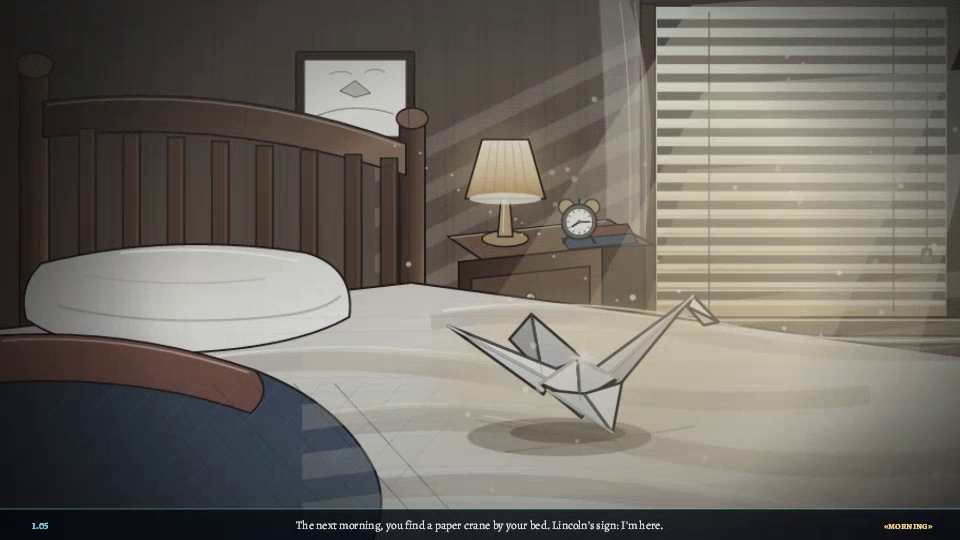 1.05
The next morning, you find a paper crane by your bed. Lincoln's sign: I'm here.
«MORNING»